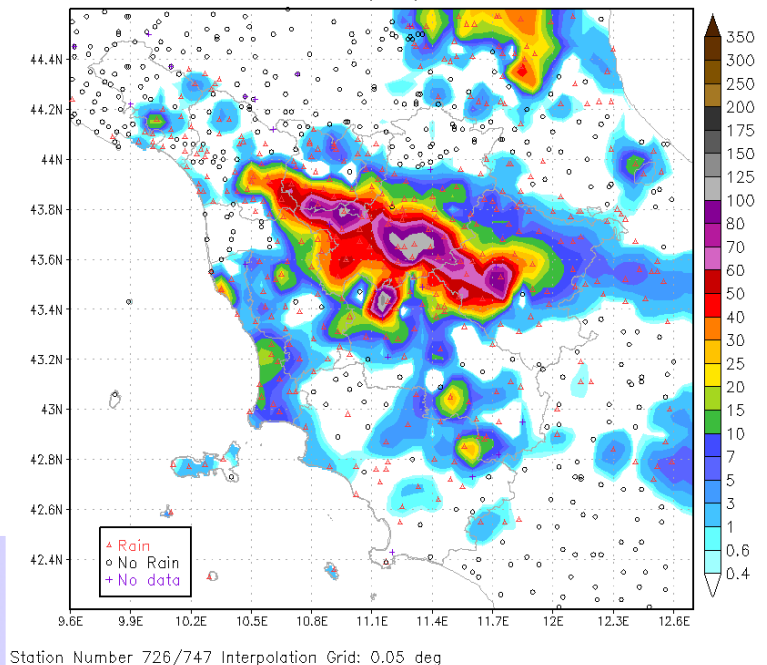 44.4N
44.2N
44N
43.8N
43.6N
43.4N
43.2N
43N
42.8N
42.6N
42.4N
9.6E 9.9E 10.2E 10.5E 10.8E 11.1E 11.4E 11.7E 12E 12.3E 12.6E
350
300
250
200
175
150
125
100
80
70
60
50
40
30
25
20
15
10
7
5
3
1
0.6
0.4
Rain
No Rain
No data
Station Number 726/747 Interpolation Grid: 0.05 deg